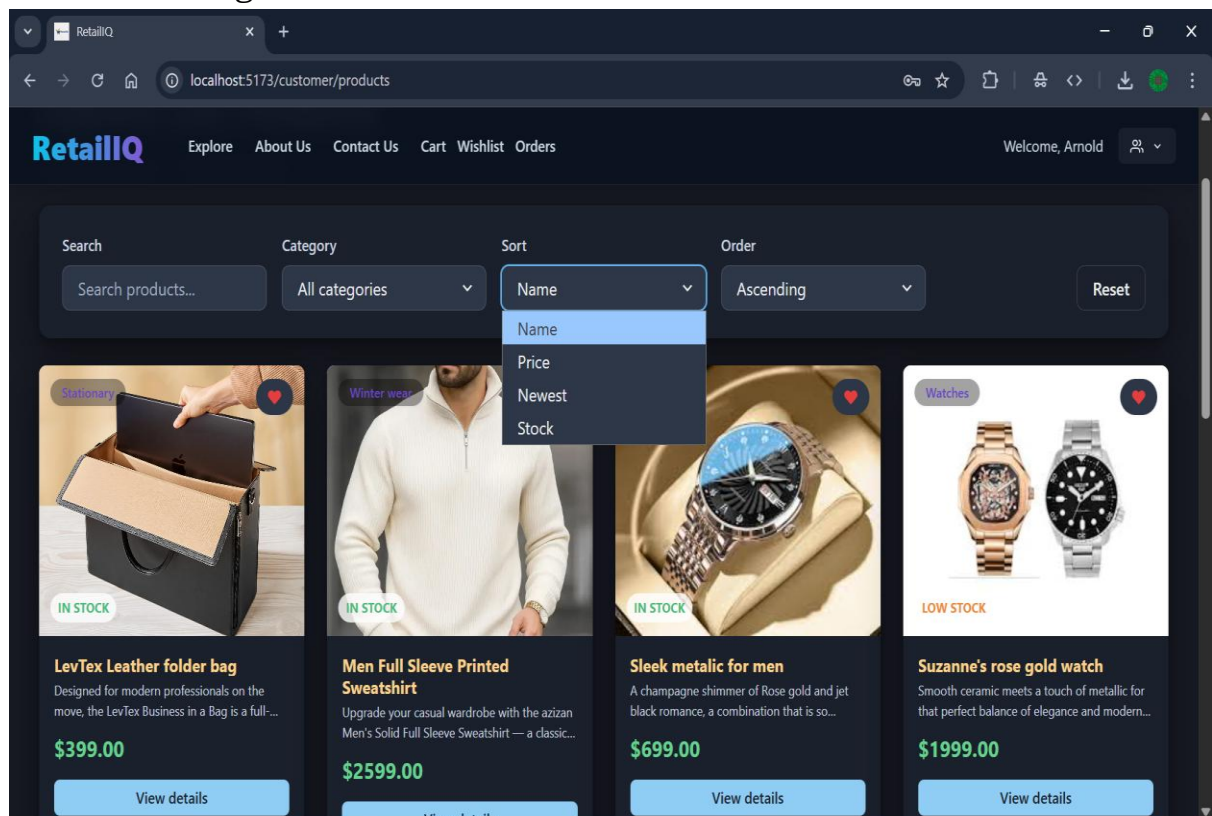 RetailIQ
localhost:5173/customer/products
RetailIQ
Explore About Us Contact Us Cart Wishlist Orders
Welcome, Arnold
Search
Category
Sort
Order
Search products...
All categories
Name
Ascending
Reset
Name
Price
Newest
Stock
Stationary
Winter wear
Watches
IN STOCK
IN STOCK
IN STOCK
LOW STOCK
LevTex Leather folder bag
Designed for modern professionals on the
move, the LevTex Business in a Bag is a full-...
$399.00
View details
Men Full Sleeve Printed
Sweatshirt
Upgrade your casual wardrobe with the azizan
Men's Solid Full Sleeve Sweatshirt — a classic...
$2599.00
Sleek metalic for men
A champagne shimmer of Rose gold and jet
black romance, a combination that is so...
$699.00
View details
Suzanne's rose gold watch
Smooth ceramic meets a touch of metallic for
that perfect balance of elegance and modern...
$1999.00
View details